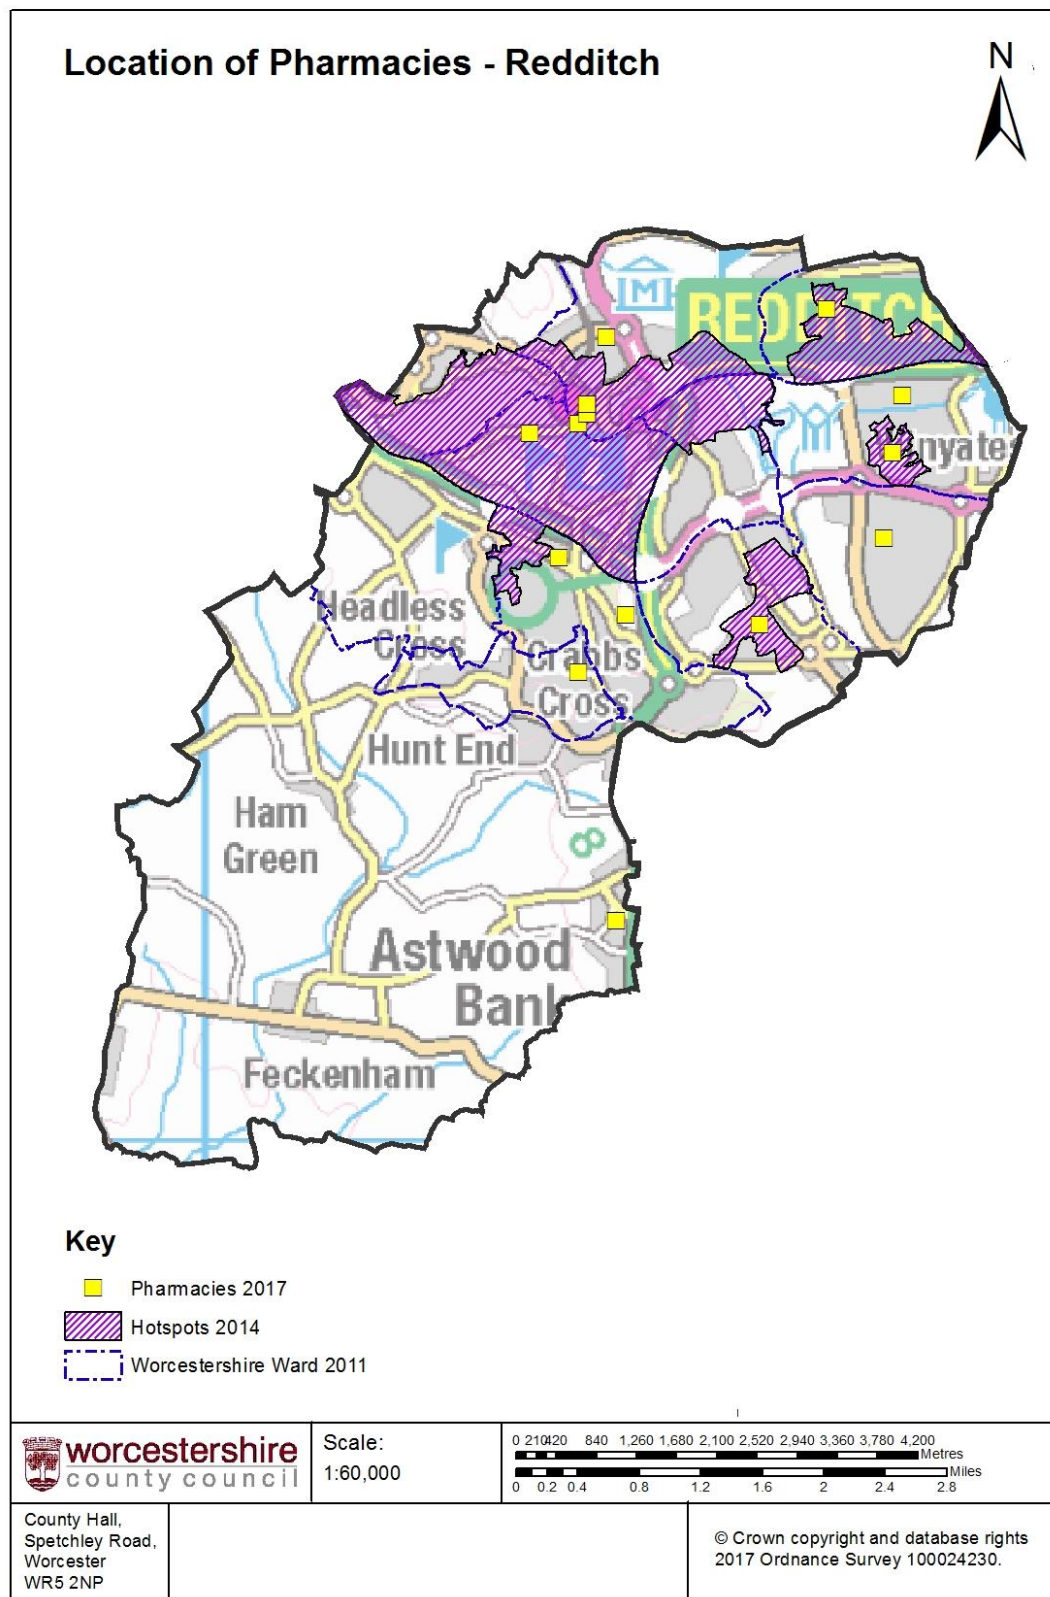 Location of Pharmacies - Redditch
N
M
REDDITCH
nyate
Headless
Cross
Crabbs
Cross
Hunt End
Ham
Green
8
Astwood
Bank
Feckenham
Key
Pharmacies 2017
Hotspots 2014
Worcestershire Ward 2011
worcestershire
county council
Scale:
1:60,000
0 210420 840 1,260 1,680 2,100 2,520 2,940 3,360 3,780 4,200
Metres
Miles
0 0.2 0.4 0.8 1.2 1.6 2 2.4 2.8
County Hall,
Spetchley Road,
Worcester
WR5 2NP
© Crown copyright and database rights
2017 Ordnance Survey 100024230.